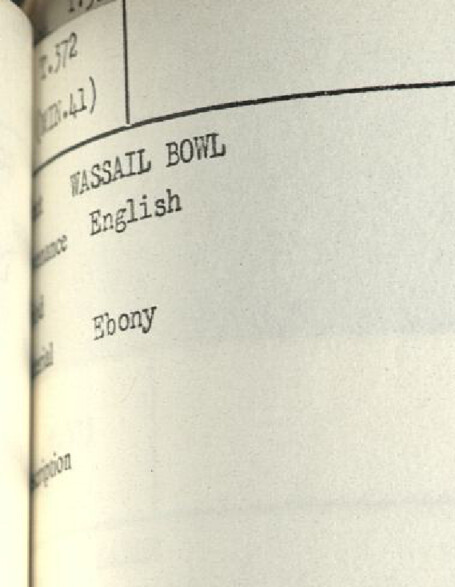 T.372
(MIN.41)
WASSAIL BOWL
English
Ebony